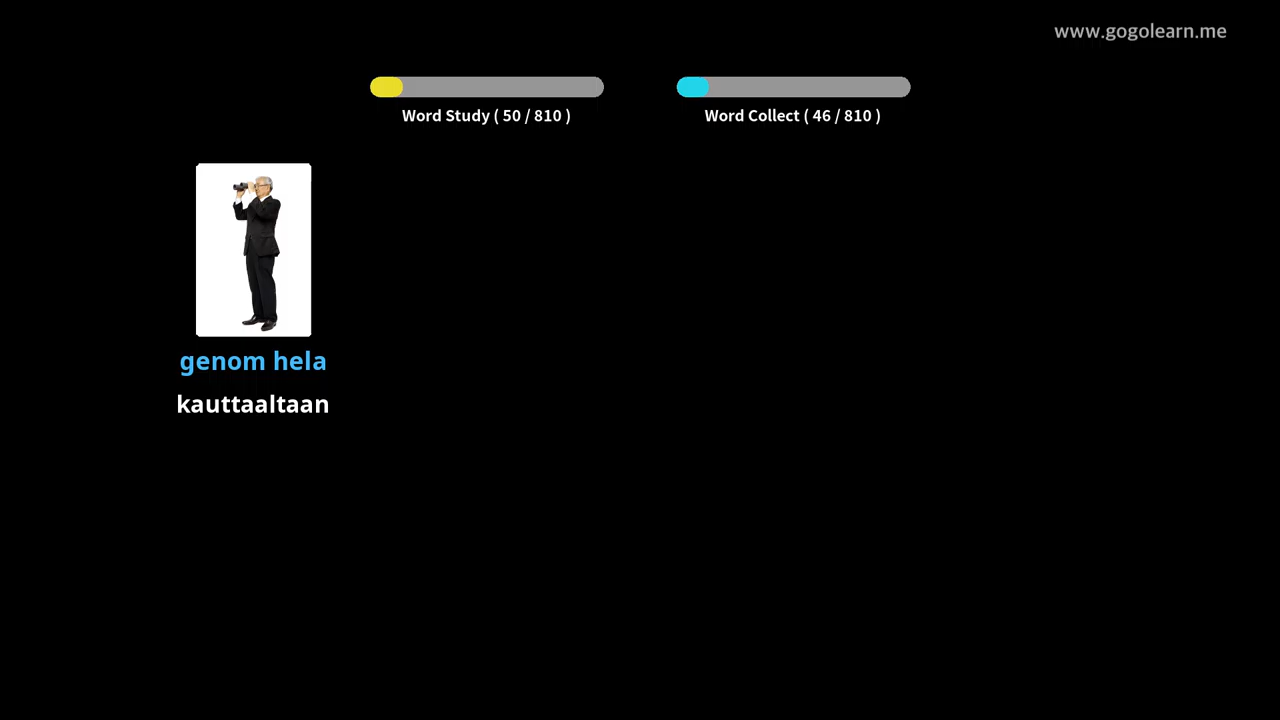 www.gogolearn.me
Word Study ( 50 / 810 )
Word Collect ( 46 / 810 )
genom hela
kauttaaltaan